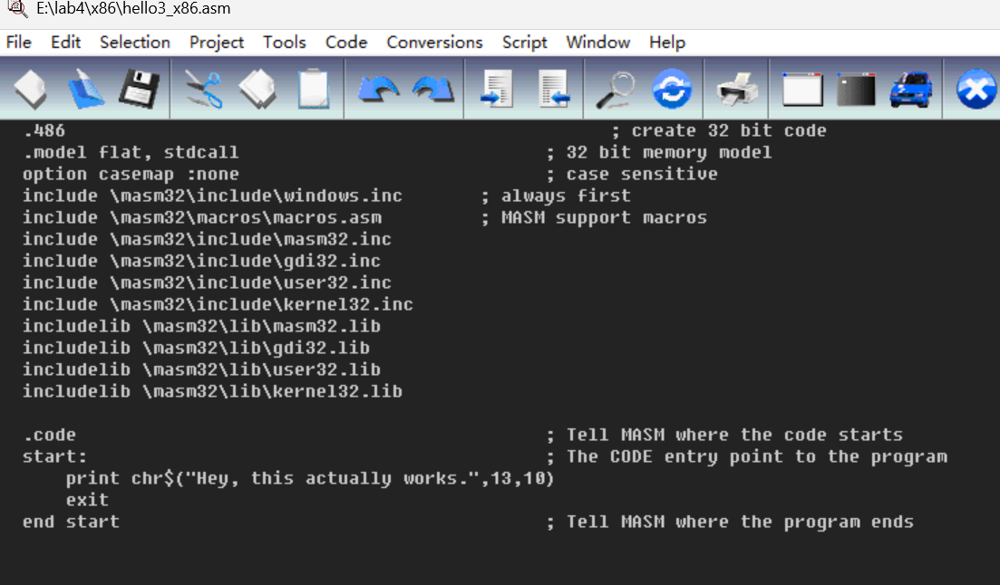 E:\lab4\x86\hello3_x86.asm
File Edit Selection Project Tools Code Conversions Script Window Help
.486 ; create 32 bit code
.model flat, stdcall ; 32 bit memory model
option casemap :none ; case sensitive
include \masm32\include\windows.inc ; always first
include \masm32\macros\macros.asm ; MASM support macros
include \masm32\include\masm32.inc
include \masm32\include\gdi32.inc
include \masm32\include\user32.inc
include \masm32\include\kernel32.inc
includelib \masm32\lib\masm32.lib
includelib \masm32\lib\gdi32.lib
includelib \masm32\lib\user32.lib
includelib \masm32\lib\kernel32.lib
.code ; Tell MASM where the code starts
start: ; The CODE entry point to the program
print chr$("Hey, this actually works.",13,10)
exit
end start ; Tell MASM where the program ends